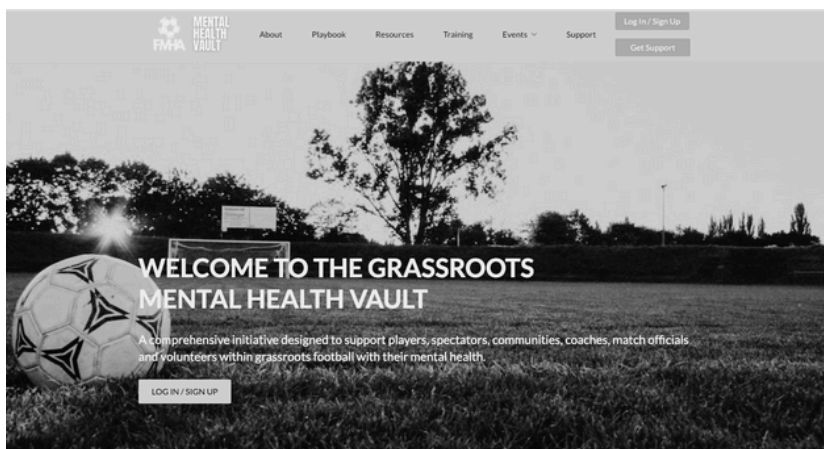 FMHA
MENTAL
HEALTH
VAULT
About
Playbook
Resources
Training
Events
Support
Log In / Sign Up
Get Support
WELCOME TO THE GRASSROOTS
MENTAL HEALTH VAULT
A comprehensive initiative designed to support players, spectators, communities, coaches, match officials
and volunteers within grassroots football with their mental health.
LOG IN / SIGN UP